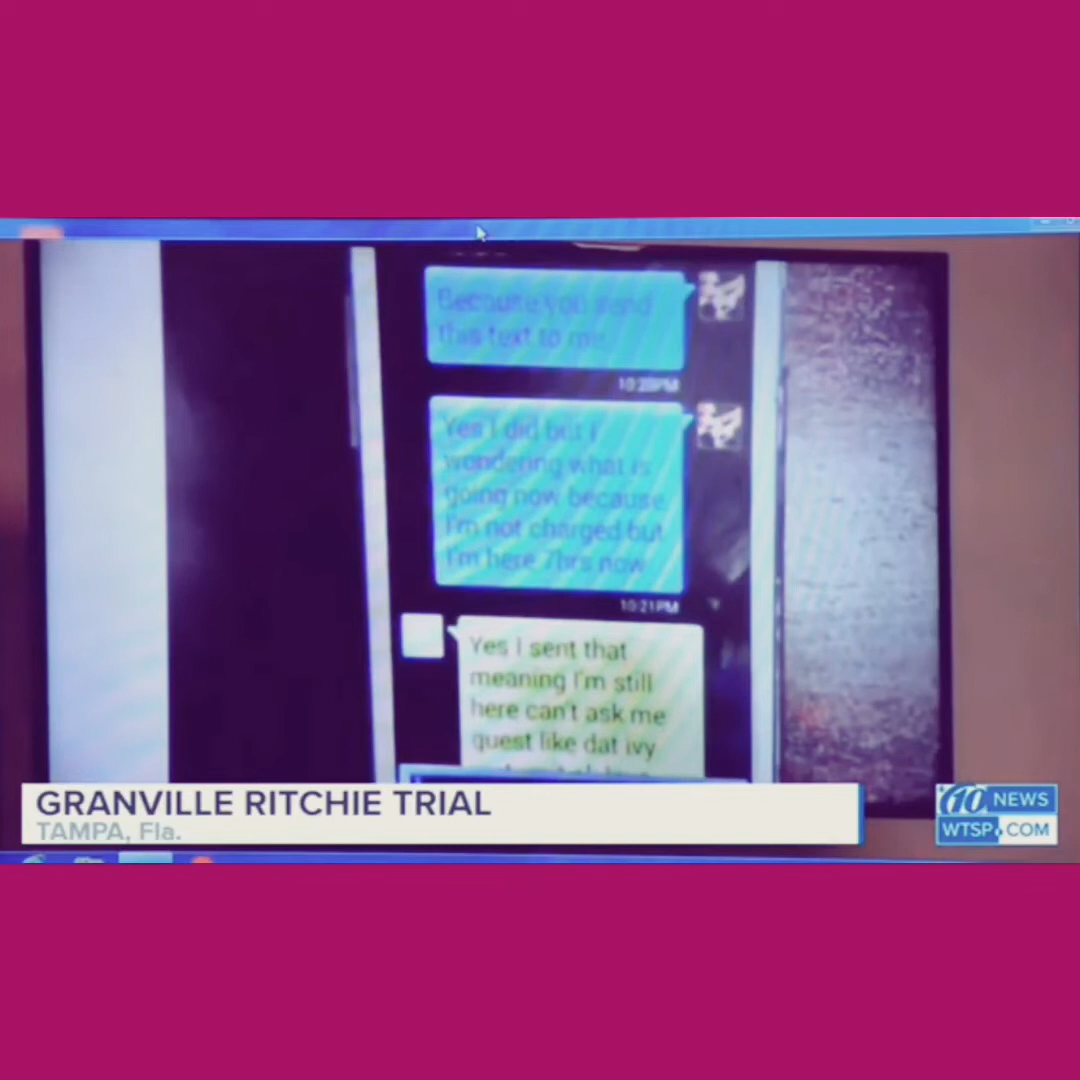 Because you send
this text to me
10:20PM
Yes I did but I
wondering what is
going now because
I'm not charged but
I'm here 7hrs now
10:21PM
Yes I sent that
meaning I'm still
here can't ask me
quest like dat ivy
GRANVILLE RITCHIE TRIAL
TAMPA, Fla.
10 NEWS
WTSP.COM